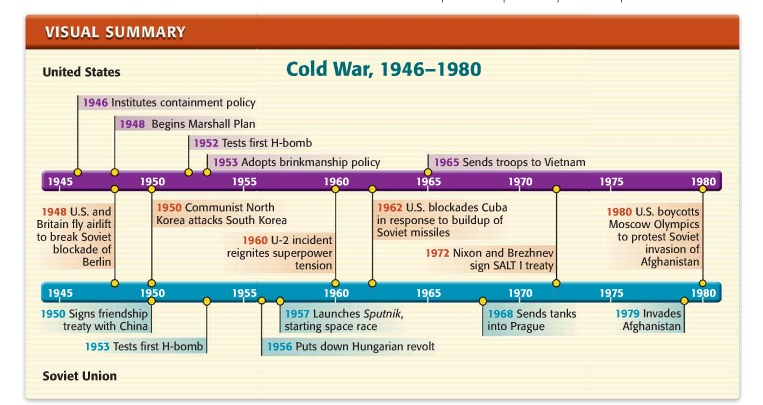 VISUAL SUMMARY
United States
Cold War, 1946–1980
1946 Institutes containment policy
1948 Begins Marshall Plan
1952 Tests first H-bomb
1953 Adopts brinkmanship policy
1965 Sends troops to Vietnam
1945 1950 1955 1960 1965 1970 1975 1980
1948 U.S. and
Britain fly airlift
to break Soviet
blockade of
Berlin
1950 Communist North
Korea attacks South Korea
1960 U-2 incident
reignites superpower
tension
1962 U.S. blockades Cuba
in response to buildup of
Soviet missiles
1972 Nixon and Brezhnev
sign SALT I treaty
1980 U.S. boycotts
Moscow Olympics
to protest Soviet
invasion of
Afghanistan
1945 1950 1955 1960 1965 1970 1975 1980
1950 Signs friendship
treaty with China
1953 Tests first H-bomb
1957 Launches Sputnik,
starting space race
1956 Puts down Hungarian revolt
1968 Sends tanks
into Prague
1979 Invades
Afghanistan
Soviet Union